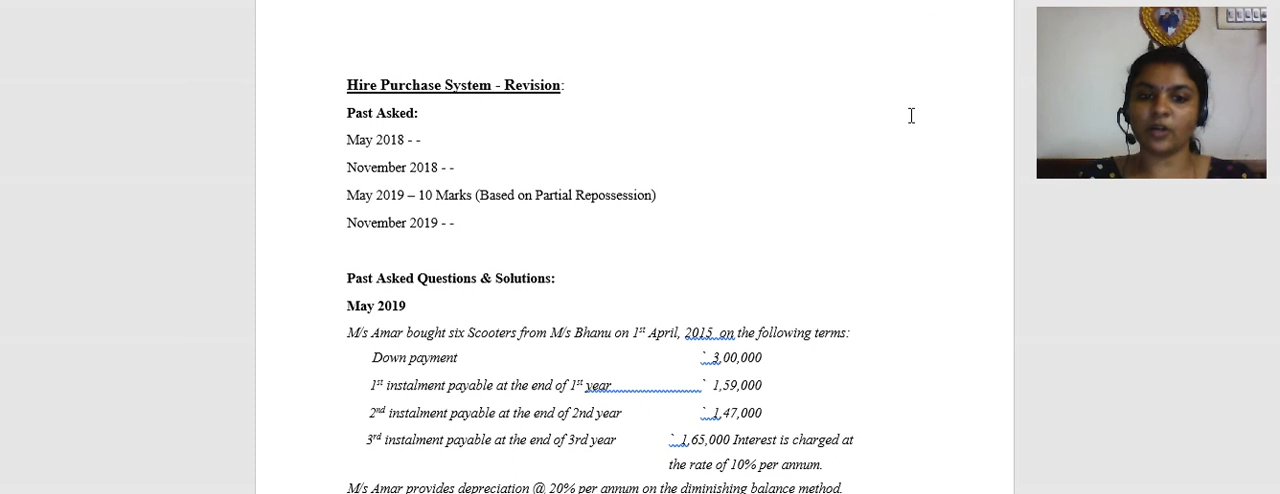 Hire Purchase System - Revision:
Past Asked:
May 2018 - -
November 2018 - -
May 2019 – 10 Marks (Based on Partial Repossession)
November 2019 - -
Past Asked Questions & Solutions:
May 2019
M/s Amar bought six Scooters from M/s Bhanu on 1st April, 2015 on the following terms:
Down payment ` 3,00,000
1st instalment payable at the end of 1st year ` 1,59,000
2nd instalment payable at the end of 2nd year ` 1,47,000
3rd instalment payable at the end of 3rd year ` 1,65,000 Interest is charged at
the rate of 10% per annum.
M/s Amar provides depreciation @ 20% per annum on the diminishing balance method.